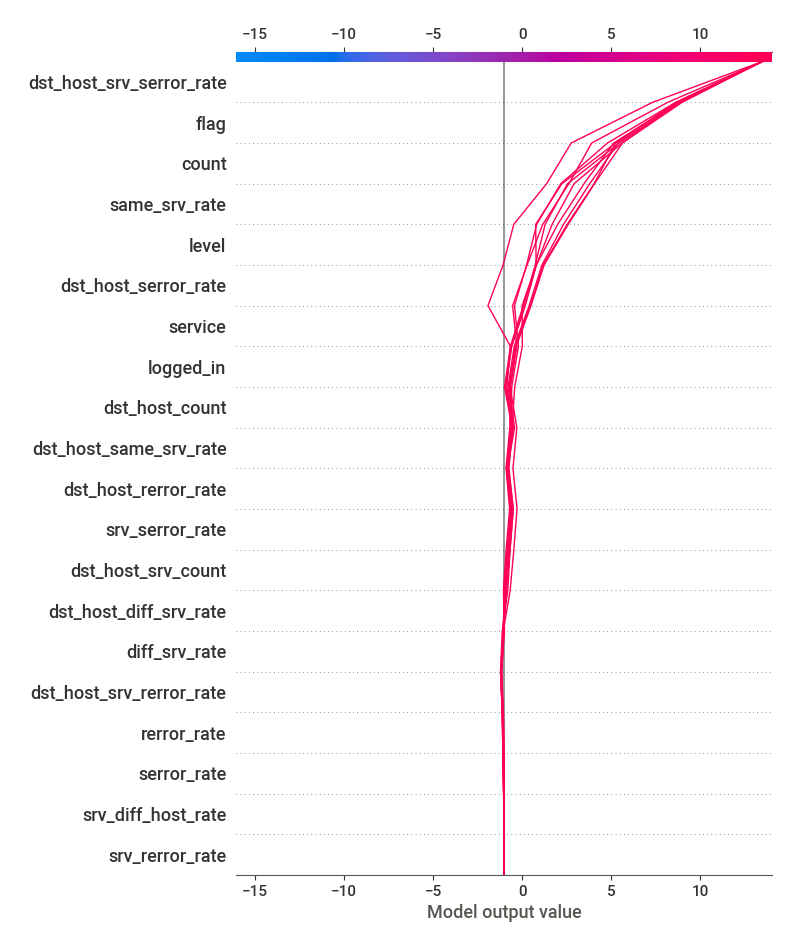 −15 −10 −5 0 5 10
dst_host_srv_serror_rate
flag
count
same_srv_rate
level
dst_host_serror_rate
service
logged_in
dst_host_count
dst_host_same_srv_rate
dst_host_rerror_rate
srv_serror_rate
dst_host_srv_count
dst_host_diff_srv_rate
diff_srv_rate
dst_host_srv_rerror_rate
rerror_rate
serror_rate
srv_diff_host_rate
srv_rerror_rate
−15 −10 −5 0 5 10
Model output value